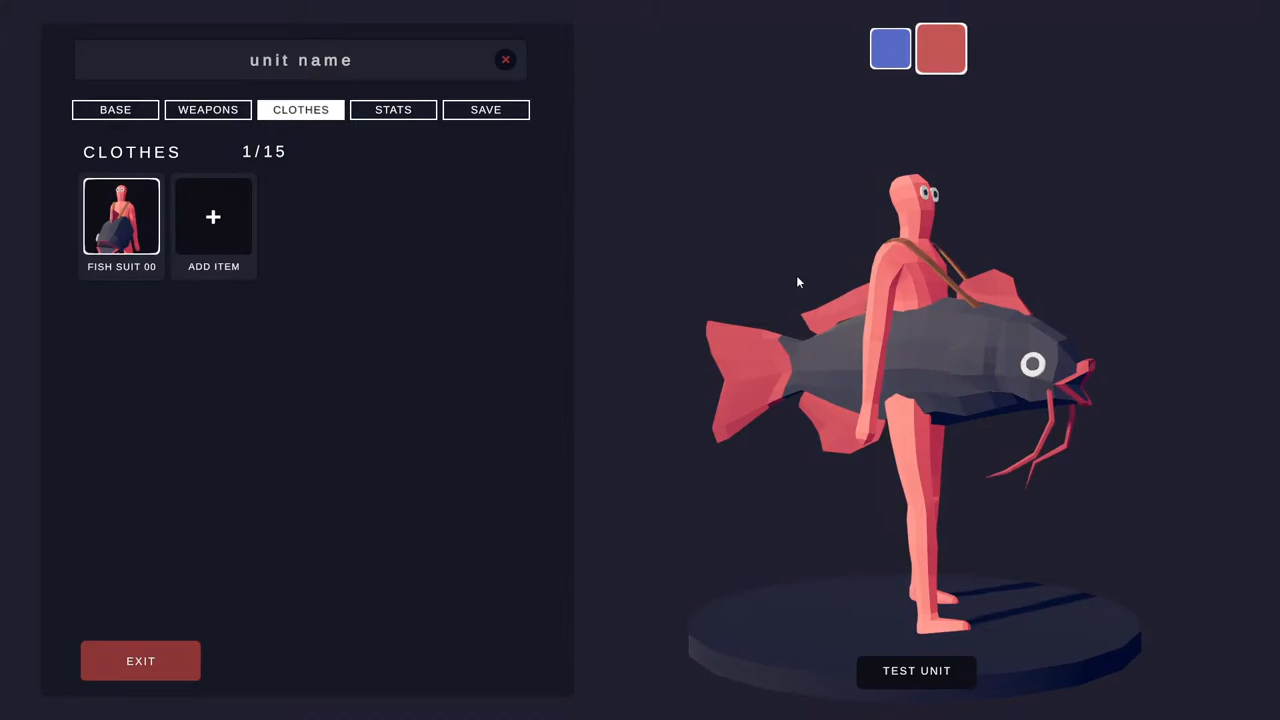 unit name
BASE
WEAPONS
CLOTHES
STATS
SAVE
CLOTHES 1/15
FISH SUIT 00
ADD ITEM
EXIT
TEST UNIT